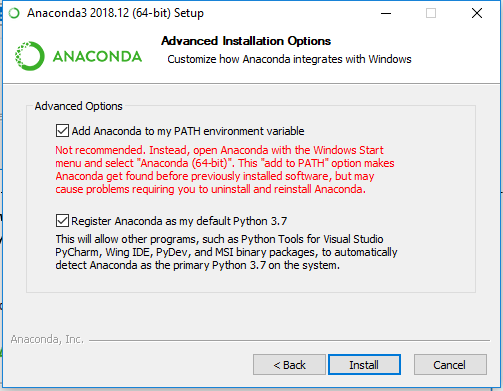 Anaconda3 2018.12 (64-bit) Setup
Advanced Installation Options
Customize how Anaconda integrates with Windows
ANACONDA
Advanced Options
Add Anaconda to my PATH environment variable
Not recommended. Instead, open Anaconda with the Windows Start
menu and select "Anaconda (64-bit)". This "add to PATH" option makes
Anaconda get found before previously installed software, but may
cause problems requiring you to uninstall and reinstall Anaconda.
Register Anaconda as my default Python 3.7
This will allow other programs, such as Python Tools for Visual Studio
PyCharm, Wing IDE, PyDev, and MSI binary packages, to automatically
detect Anaconda as the primary Python 3.7 on the system.
Anaconda, Inc.
< Back
Install
Cancel